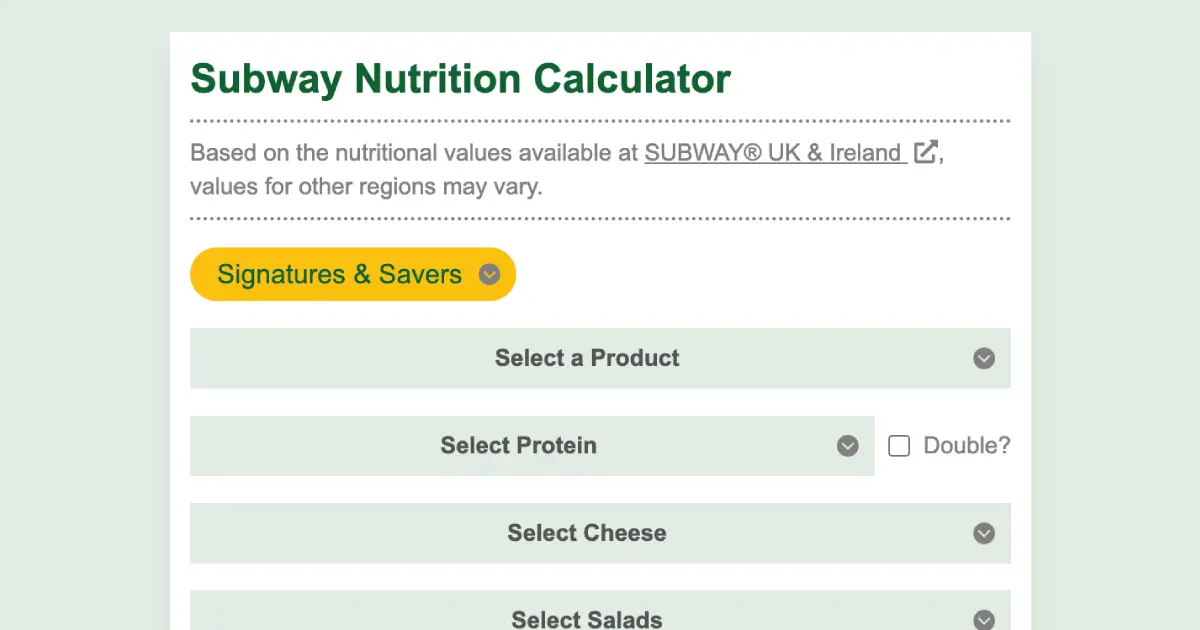 Subway Nutrition Calculator
Based on the nutritional values available at SUBWAY® UK & Ireland ,
values for other regions may vary.
Signatures & Savers
Select a Product
Select Protein
Double?
Select Cheese
Select Salads